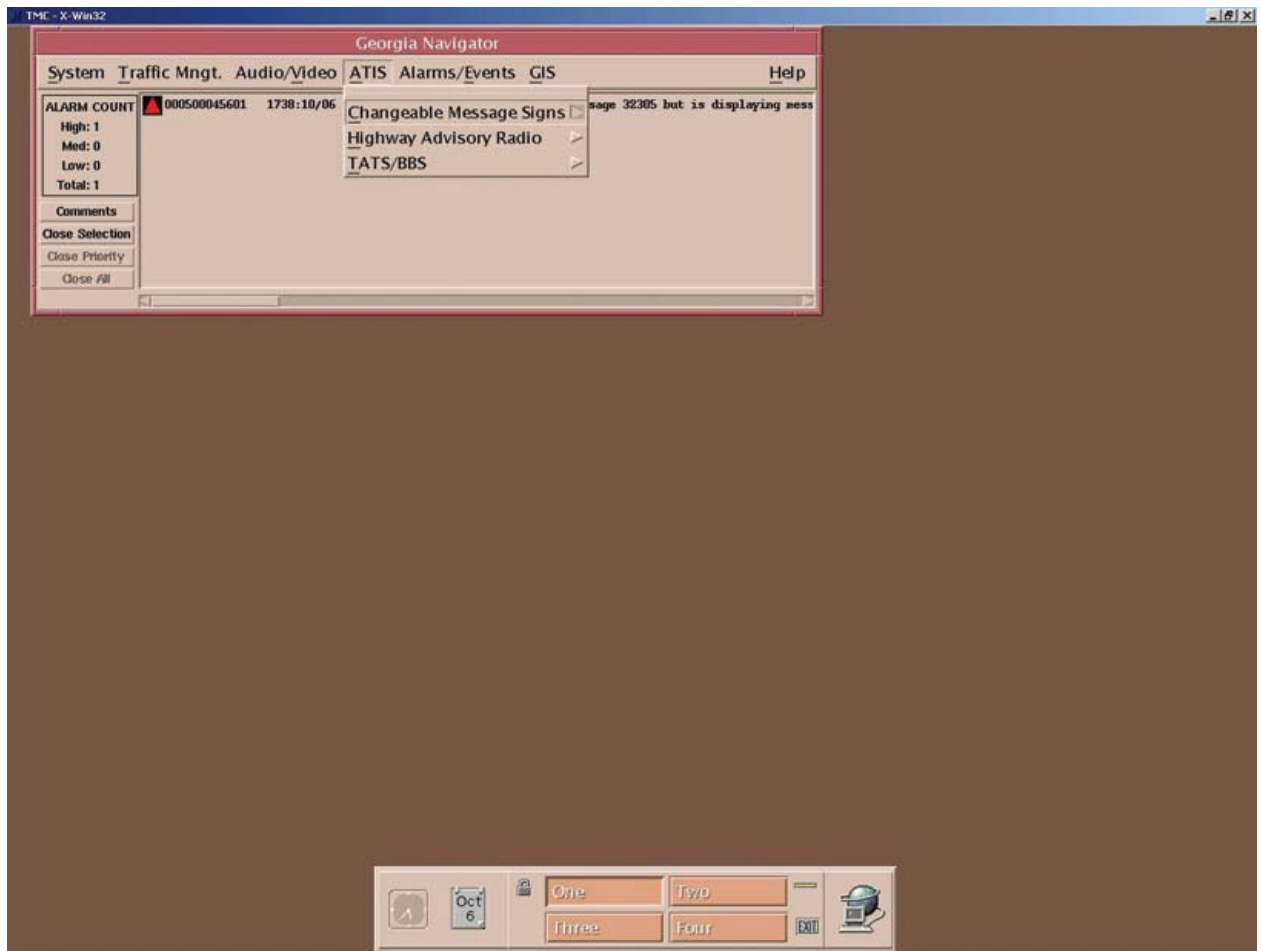 TMC - X-Win32
Georgia Navigator
System Traffic Mngt. Audio/Video ATIS Alarms/Events GIS Help
ALARM COUNT
High: 1
Med: 0
Low: 0
Total: 1
000500045601 1738:10/06 sage 32305 but is displaying mess
Changeable Message Signs
Highway Advisory Radio
TATS/BBS
Comments
Close Selection
Close Priority
Close All
Oct
6
One Two
Three Four
EXIT